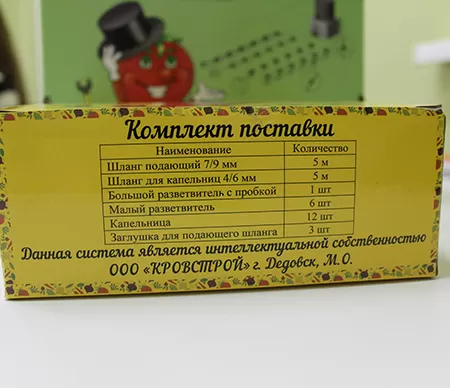 Комплект поставки
Наименование Количество
Шланг подающий 7/9 мм 5 м
Шланг для капельниц 4/6 мм 5 м
Большой разветвитель с пробкой 1 шт
Малый разветвитель 6 шт
Капельница 12 шт
Заглушка для подающего шланга 3 шт
Данная система является интеллектуальной собственностью
ООО «КРОВСТРОЙ» г. Дедовск, М.О.